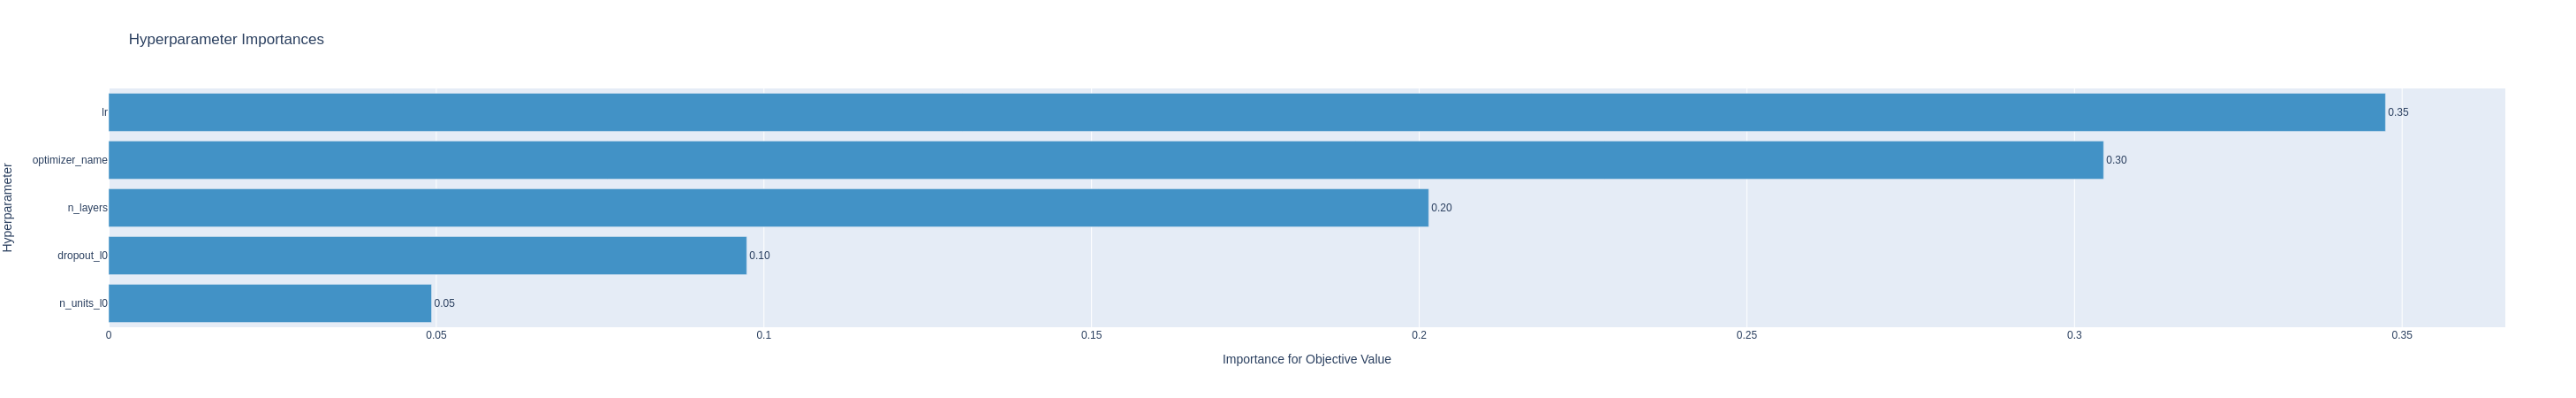 Hyperparameter Importances
Hyperparameter
lr
0.35
optimizer_name
0.30
n_layers
0.20
dropout_l0
0.10
n_units_l0
0.05
0
0.05
0.1
0.15
0.2
0.25
0.3
0.35
Importance for Objective Value